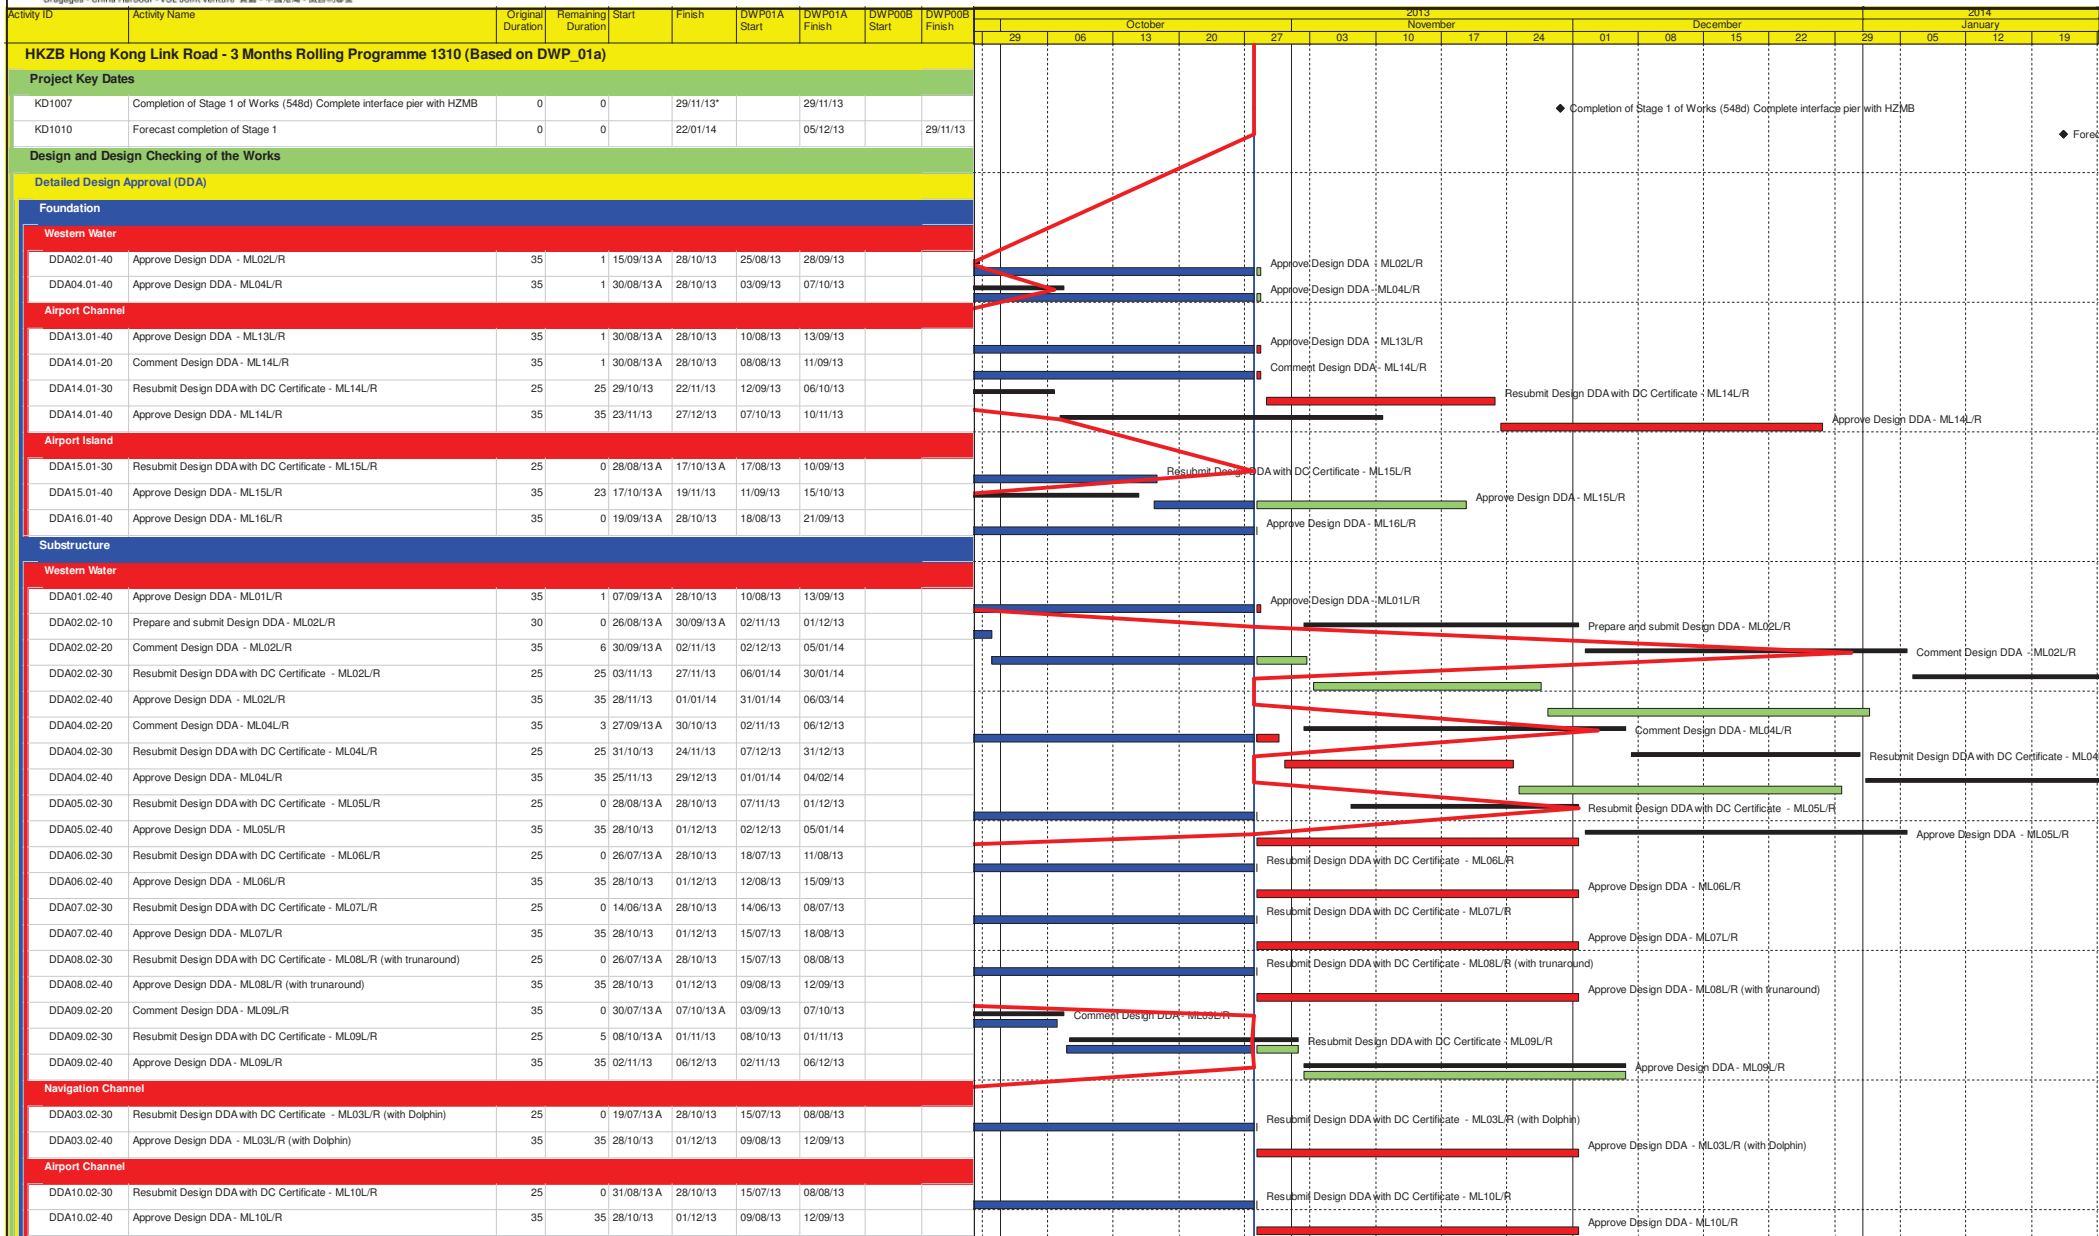 Dragages - China Harbour - VSL Joint Venture
Activity ID Activity Name Original Duration Remaining Duration Start Finish DWP01A Start DWP01A Finish DWP00B Start DWP00B Finish
2013 2014
October November December January
29 06 13 20 27 03 10 17 24 01 08 15 22 29 05 12 19
HKZB Hong Kong Link Road - 3 Months Rolling Programme 1310 (Based on DWP_01a)
Project Key Dates
KD1007 Completion of Stage 1 of Works (548d) Complete interface pier with HZMB 0 0 29/11/13* 29/11/13 Completion of Stage 1 of Works (548d) Complete interface pier with HZMB
KD1010 Forecast completion of Stage 1 0 0 22/01/14 05/12/13 29/11/13 Forec
Design and Design Checking of the Works
Detailed Design Approval (DDA)
Foundation
Western Water
DDA02.01-40 Approve Design DDA - ML02L/R 35 1 15/09/13 A 28/10/13 25/08/13 28/09/13 Approve Design DDA - ML02L/R
DDA04.01-40 Approve Design DDA - ML04L/R 35 1 30/08/13 A 28/10/13 03/09/13 07/10/13 Approve Design DDA - ML04L/R
Airport Channel
DDA13.01-40 Approve Design DDA - ML13L/R 35 1 30/08/13 A 28/10/13 10/08/13 13/09/13 Approve Design DDA - ML13L/R
DDA14.01-20 Comment Design DDA - ML14L/R 35 1 30/08/13 A 28/10/13 08/08/13 11/09/13 Comment Design DDA - ML14L/R
DDA14.01-30 Resubmit Design DDA with DC Certificate - ML14L/R 25 25 29/10/13 22/11/13 12/09/13 06/10/13 Resubmit Design DDA with DC Certificate - ML14L/R
DDA14.01-40 Approve Design DDA - ML14L/R 35 35 23/11/13 27/12/13 07/10/13 10/11/13 Approve Design DDA - ML14L/R
Airport Island
DDA15.01-30 Resubmit Design DDA with DC Certificate - ML15L/R 25 0 28/08/13 A 17/10/13 A 17/08/13 10/09/13 Resubmit Design DDA with DC Certificate - ML15L/R
DDA15.01-40 Approve Design DDA - ML15L/R 35 23 17/10/13 A 19/11/13 11/09/13 15/10/13 Approve Design DDA - ML15L/R
DDA16.01-40 Approve Design DDA - ML16L/R 35 0 19/09/13 A 28/10/13 18/08/13 21/09/13 Approve Design DDA - ML16L/R
Substructure
Western Water
DDA01.02-40 Approve Design DDA - ML01L/R 35 1 07/09/13 A 28/10/13 10/08/13 13/09/13 Approve Design DDA - ML01L/R
DDA02.02-10 Prepare and submit Design DDA - ML02L/R 30 0 26/08/13 A 30/09/13 A 02/11/13 01/12/13 Prepare and submit Design DDA - ML02L/R
DDA02.02-20 Comment Design DDA - ML02L/R 35 6 30/09/13 A 02/11/13 02/12/13 05/01/14 Comment Design DDA - ML02L/R
DDA02.02-30 Resubmit Design DDA with DC Certificate - ML02L/R 25 25 03/11/13 27/11/13 06/01/14 30/01/14
DDA02.02-40 Approve Design DDA - ML02L/R 35 35 28/11/13 01/01/14 31/01/14 06/03/14
DDA04.02-20 Comment Design DDA - ML04L/R 35 3 27/09/13 A 30/10/13 02/11/13 06/12/13 Comment Design DDA - ML04L/R
DDA04.02-30 Resubmit Design DDA with DC Certificate - ML04L/R 25 25 31/10/13 24/11/13 07/12/13 31/12/13 Resubmit Design DDA with DC Certificate - ML04
DDA04.02-40 Approve Design DDA - ML04L/R 35 35 25/11/13 29/12/13 01/01/14 04/02/14
DDA05.02-30 Resubmit Design DDA with DC Certificate - ML05L/R 25 0 28/08/13 A 28/10/13 07/11/13 01/12/13 Resubmit Design DDA with DC Certificate - ML05L/R
DDA05.02-40 Approve Design DDA - ML05L/R 35 35 28/10/13 01/12/13 02/12/13 05/01/14 Approve Design DDA - ML05L/R
DDA06.02-30 Resubmit Design DDA with DC Certificate - ML06L/R 25 0 26/07/13 A 28/10/13 18/07/13 11/08/13 Resubmit Design DDA with DC Certificate - ML06L/R
DDA06.02-40 Approve Design DDA - ML06L/R 35 35 28/10/13 01/12/13 12/08/13 15/09/13 Approve Design DDA - ML06L/R
DDA07.02-30 Resubmit Design DDA with DC Certificate - ML07L/R 25 0 14/06/13 A 28/10/13 14/06/13 08/07/13 Resubmit Design DDA with DC Certificate - ML07L/R
DDA07.02-40 Approve Design DDA - ML07L/R 35 35 28/10/13 01/12/13 15/07/13 18/08/13 Approve Design DDA - ML07L/R
DDA08.02-30 Resubmit Design DDA with DC Certificate - ML08L/R (with trunaround) 25 0 26/07/13 A 28/10/13 15/07/13 08/08/13 Resubmit Design DDA with DC Certificate - ML08L/R (with trunaround)
DDA08.02-40 Approve Design DDA - ML08L/R (with trunaround) 35 35 28/10/13 01/12/13 09/08/13 12/09/13 Approve Design DDA - ML08L/R (with trunaround)
DDA09.02-20 Comment Design DDA - ML09L/R 35 0 30/07/13 A 07/10/13 A 03/09/13 07/10/13 Comment Design DDA - ML09L/R
DDA09.02-30 Resubmit Design DDA with DC Certificate - ML09L/R 25 5 08/10/13 A 01/11/13 08/10/13 01/11/13 Resubmit Design DDA with DC Certificate - ML09L/R
DDA09.02-40 Approve Design DDA - ML09L/R 35 35 02/11/13 06/12/13 02/11/13 06/12/13 Approve Design DDA - ML09L/R
Navigation Channel
DDA03.02-30 Resubmit Design DDA with DC Certificate - ML03L/R (with Dolphin) 25 0 19/07/13 A 28/10/13 15/07/13 08/08/13 Resubmit Design DDA with DC Certificate - ML03L/R (with Dolphin)
DDA03.02-40 Approve Design DDA - ML03L/R (with Dolphin) 35 35 28/10/13 01/12/13 09/08/13 12/09/13 Approve Design DDA - ML03L/R (with Dolphin)
Airport Channel
DDA10.02-30 Resubmit Design DDA with DC Certificate - ML10L/R 25 0 31/08/13 A 28/10/13 15/07/13 08/08/13 Resubmit Design DDA with DC Certificate - ML10L/R
DDA10.02-40 Approve Design DDA - ML10L/R 35 35 28/10/13 01/12/13 09/08/13 12/09/13 Approve Design DDA - ML10L/R